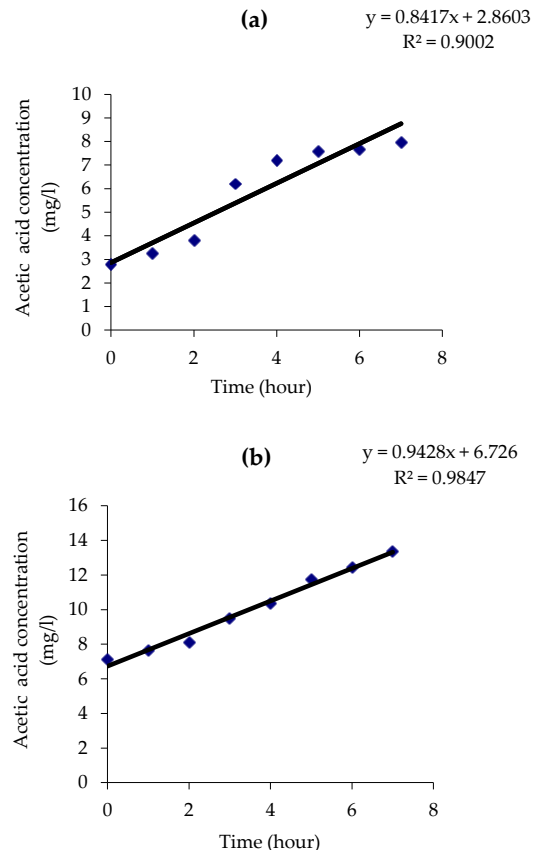 (a)
y = 0.8417x + 2.8603
R² = 0.9002
Acetic acid concentration
(mg/l)
10
9
8
7
6
5
4
3
2
1
0
0 2 4 6 8
Time (hour)
(b)
y = 0.9428x + 6.726
R² = 0.9847
Acetic acid concentration
(mg/l)
16
14
12
10
8
6
4
2
0
0 2 4 6 8
Time (hour)